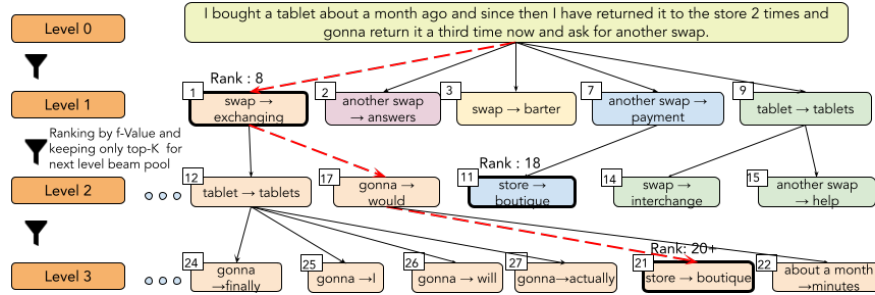 Level 0
I bought a tablet about a month ago and since then I have returned it to the store 2 times and
gonna return it a third time now and ask for another swap.
Rank : 8
Level 1
1
swap →
exchanging
2
another swap
→ answers
3
swap → barter
7
another swap →
payment
9
tablet → tablets
Ranking by f-Value and
keeping only top-K for
next level beam pool
Rank : 18
Level 2
12
tablet → tablets
17
gonna →
would
11
store →
boutique
14
swap →
interchange
15
another swap
→ help
Rank: 20+
Level 3
24
gonna
→finally
25
gonna →I
26
gonna → will
27
gonna→actually
21
store → boutique
22
about a month
→minutes